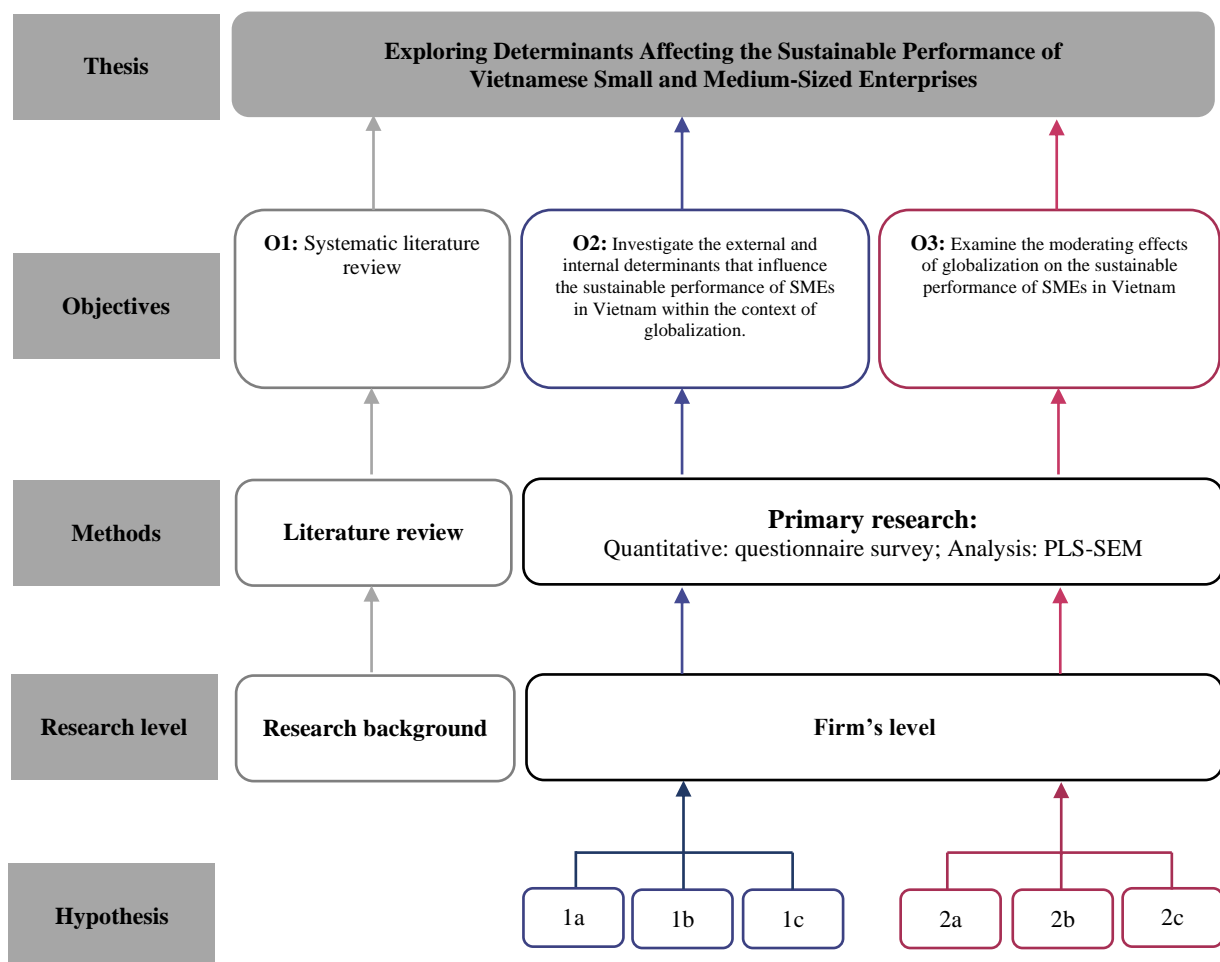 Thesis
Exploring Determinants Affecting the Sustainable Performance of
Vietnamese Small and Medium-Sized Enterprises
Objectives
O1: Systematic literature
review
O2: Investigate the external and
internal determinants that influence
the sustainable performance of SMEs
in Vietnam within the context of
globalization.
O3: Examine the moderating effects
of globalization on the sustainable
performance of SMEs in Vietnam
Methods
Literature review
Primary research:
Quantitative: questionnaire survey; Analysis: PLS-SEM
Research level
Research background
Firm's level
Hypothesis
1a
1b
1c
2a
2b
2c